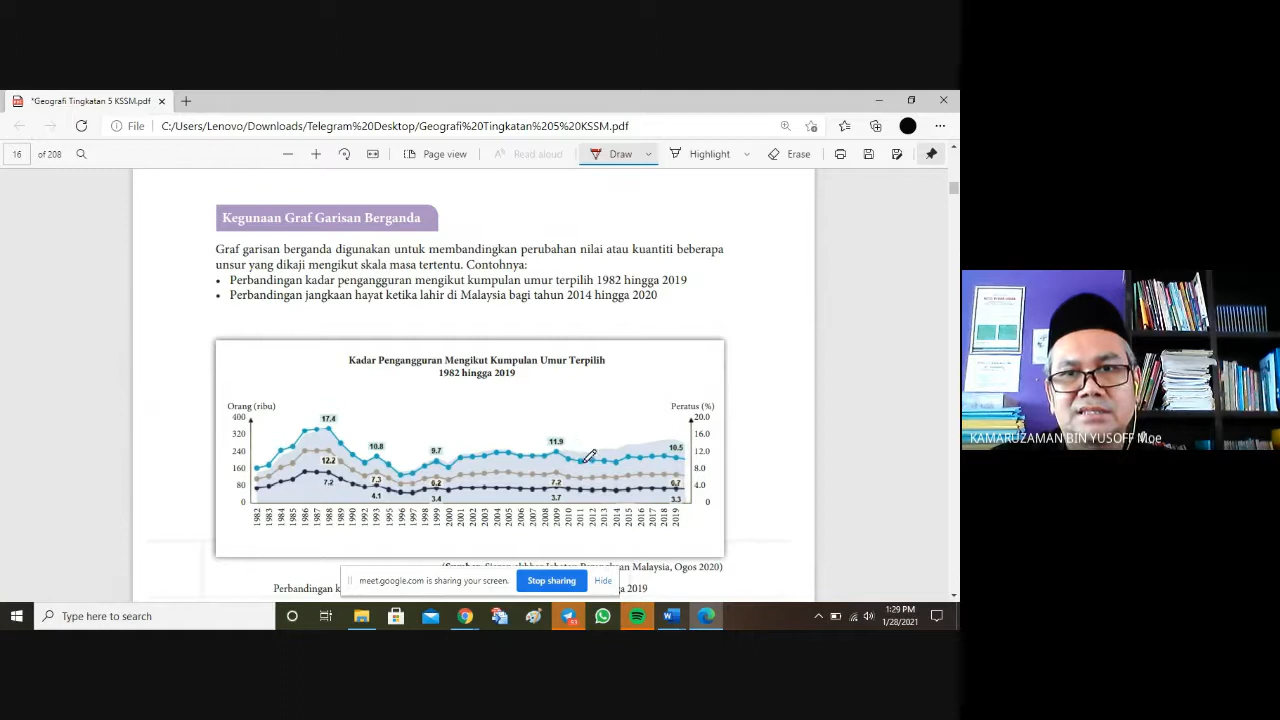 *Geografi Tingkatan 5 KSSM.pdf
File C:/Users/Lenovo/Downloads/Telegram%20Desktop/Geografi%20Tingkatan%205%20KSSM.pdf
16 of 208 Page view Read aloud Draw Highlight Erase
Kegunaan Graf Garisan Berganda
Graf garisan berganda digunakan untuk membandingkan perubahan nilai atau kuantiti beberapa
unsur yang dikaji mengikut skala masa tertentu. Contohnya:
• Perbandingan kadar pengangguran mengikut kumpulan umur terpilih 1982 hingga 2019
• Perbandingan jangkaan hayat ketika lahir di Malaysia bagi tahun 2014 hingga 2020
Kadar Pengangguran Mengikut Kumpulan Umur Terpilih
1982 hingga 2019
Orang (ribu) Peratus (%)
400 17.4 20.0
320 16.0
240 10.8 9.7 11.9 10.5 12.0
160 12.2 8.0
80 7.2 7.3 7.2 4.0
4.1 3.4 3.7 3.3
0 0
1982 1983 1984 1985 1986 1987 1988 1989 1990 1992 1993 1995 1996 1997 1998 1999 2000 2001 2002 2003 2004 2005 2006 2007 2008 2009 2010 2011 2012 2013 2014 2015 2016 2017 2018 2019
Malaysia, Ogos 2020)
meet.google.com is sharing your screen. Stop sharing Hide
Perbandingan k 2019
Type here to search
1:29 PM
1/28/2021
KAMARUZAMAN BIN YUSOFF Moe